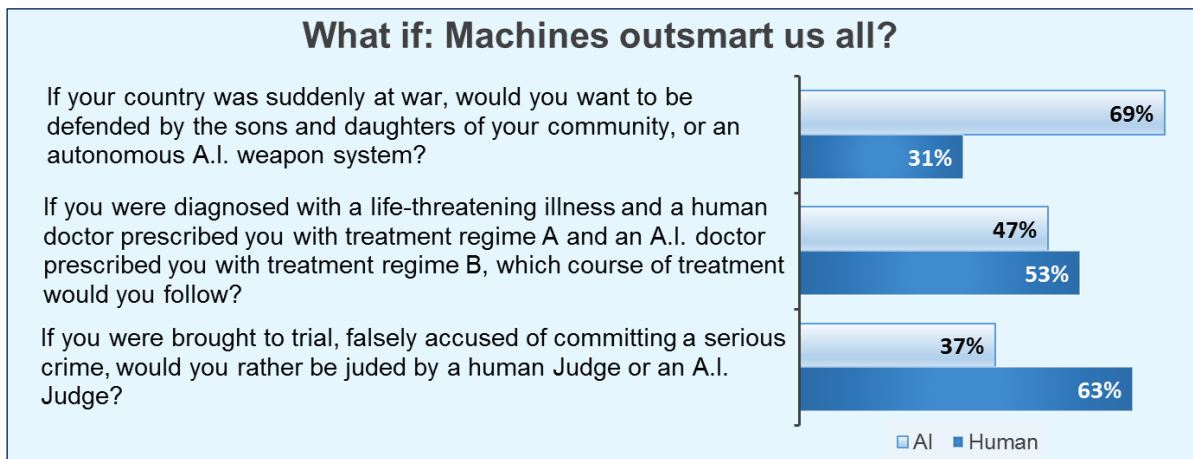 What if: Machines outsmart us all?
If your country was suddenly at war, would you want to be
defended by the sons and daughters of your community, or an
autonomous A.I. weapon system?
69%
31%
If you were diagnosed with a life-threatening illness and a human
doctor prescribed you with treatment regime A and an A.I. doctor
prescribed you with treatment regime B, which course of treatment
would you follow?
47%
53%
If you were brought to trial, falsely accused of committing a serious
crime, would you rather be juded by a human Judge or an A.I.
Judge?
37%
63%
AI Human